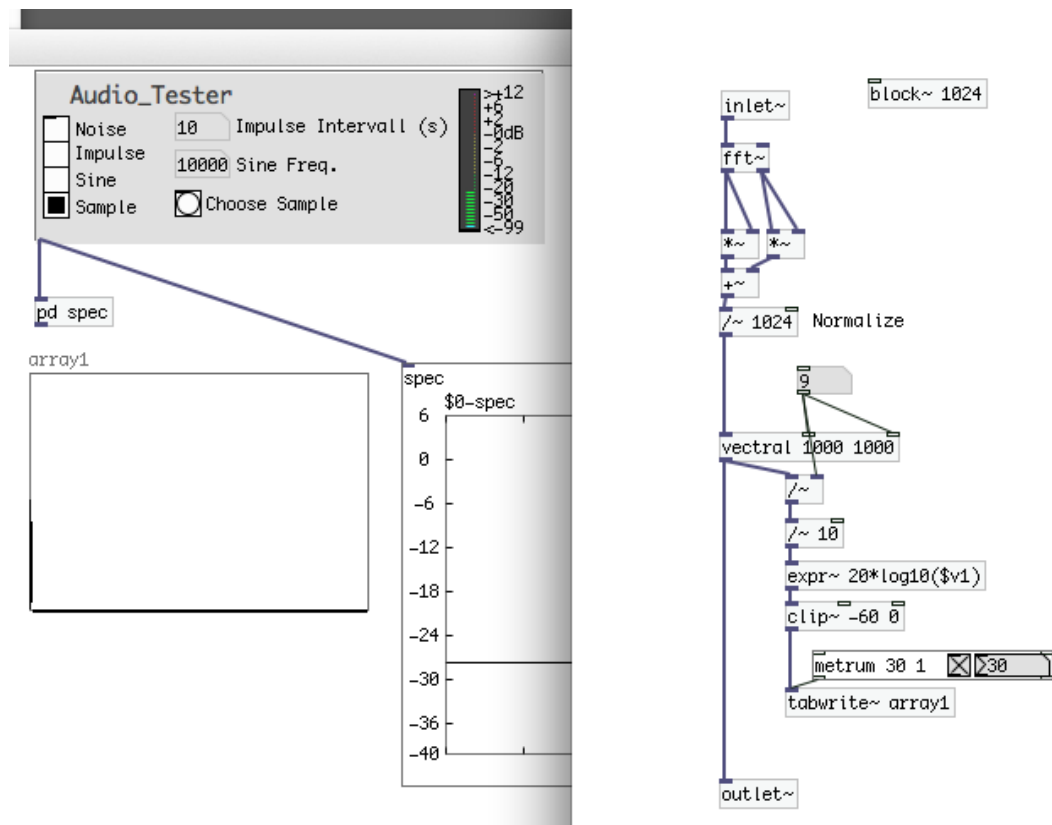 Audio_Tester
Noise
Impulse
Sine
Sample
10 Impulse Intervall (s)
10000 Sine Freq.
Choose Sample
>+12
+6
+2
-0dB
-2
-6
-12
-20
-30
-50
<-99
pd spec
array1
spec
$0-spec
6
0
-6
-12
-18
-24
-30
-36
-40
block~ 1024
inlet~
fft~
*~ *~
+~
/~ 1024 Normalize
9
vectral 1000 1000
/~
/~ 10
expr~ 20*log10($v1)
clip~ -60 0
metrum 30 1 30
tabwrite~ array1
outlet~